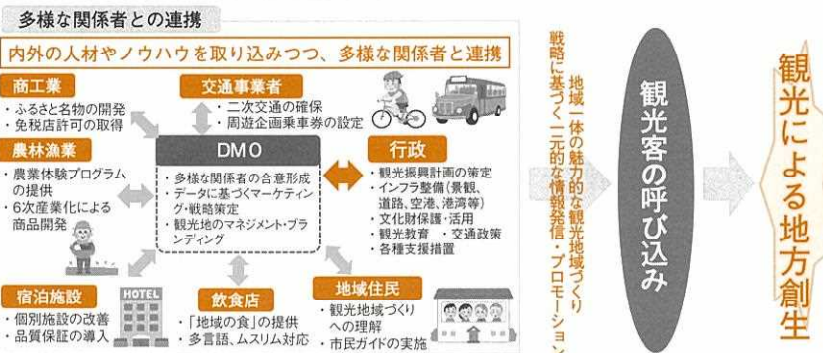 多様な関係者との連携
内外の人材やノウハウを取り込みつつ、多様な関係者と連携
商工業
・ふるさと名物の開発
・免税店許可の取得
交通事業者
・二次交通の確保
・周遊企画乗車券の設定
農林漁業
・農業体験プログラム
の提供
・6次産業化による
商品開発
DMO
・多様な関係者の合意形成
・データに基づくマーケティン
グ・戦略策定
・観光地のマネジメント・ブラ
ンディング
行政
・観光振興計画の策定
・インフラ整備(景観、
道路、空港、港湾等)
・文化財保護・活用
・観光教育 ・交通政策
・各種支援措置
宿泊施設
・個別施設の改善
・品質保証の導入
HOTEL
飲食店
・「地域の食」の提供
・多言語、ムスリム対応
地域住民
・観光地域づくり
への理解
・市民ガイドの実施
地域一体の魅力的な観光地域づくり
戦略に基づく一元的な情報発信・プロモーション
観光客の呼び込み
観光による地方創生